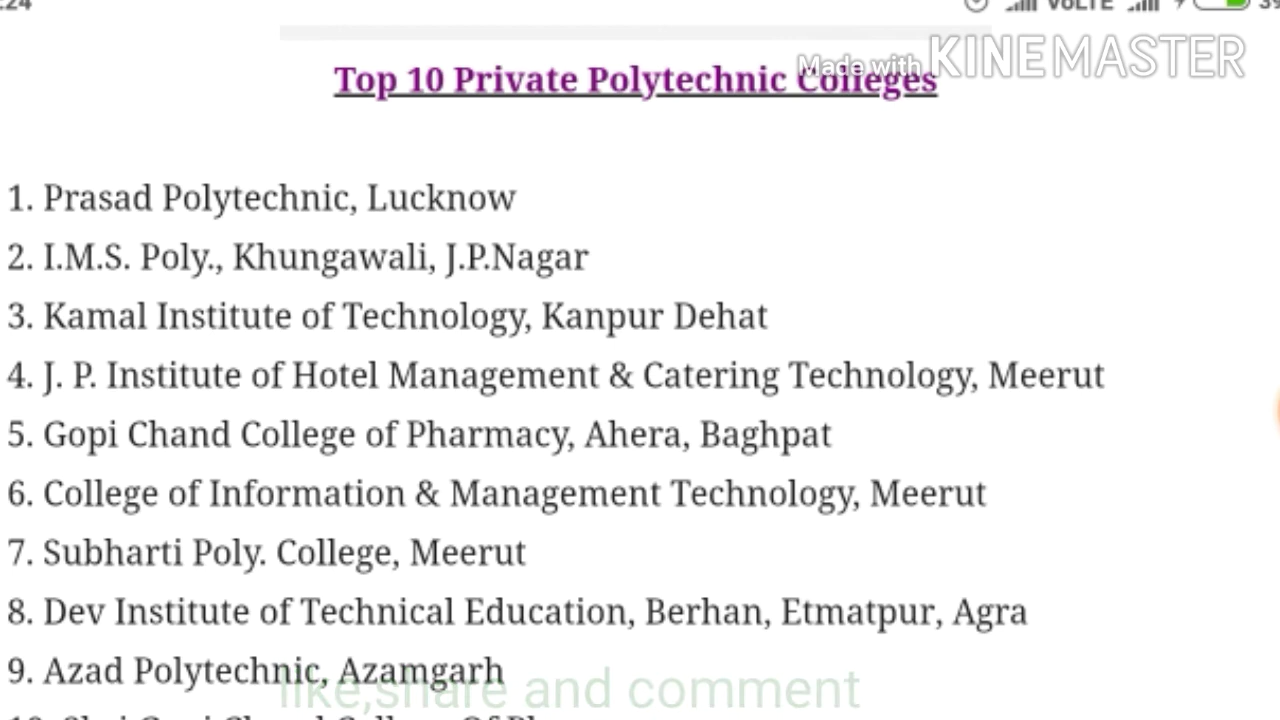 VoLTE
Made with KINEMASTER
Top 10 Private Polytechnic Colleges
1. Prasad Polytechnic, Lucknow
2. I.M.S. Poly., Khungawali, J.P.Nagar
3. Kamal Institute of Technology, Kanpur Dehat
4. J. P. Institute of Hotel Management & Catering Technology, Meerut
5. Gopi Chand College of Pharmacy, Ahera, Baghpat
6. College of Information & Management Technology, Meerut
7. Subharti Poly. College, Meerut
8. Dev Institute of Technical Education, Berhan, Etmatpur, Agra
9. Azad Polytechnic, Azamgarh
like,share and comment